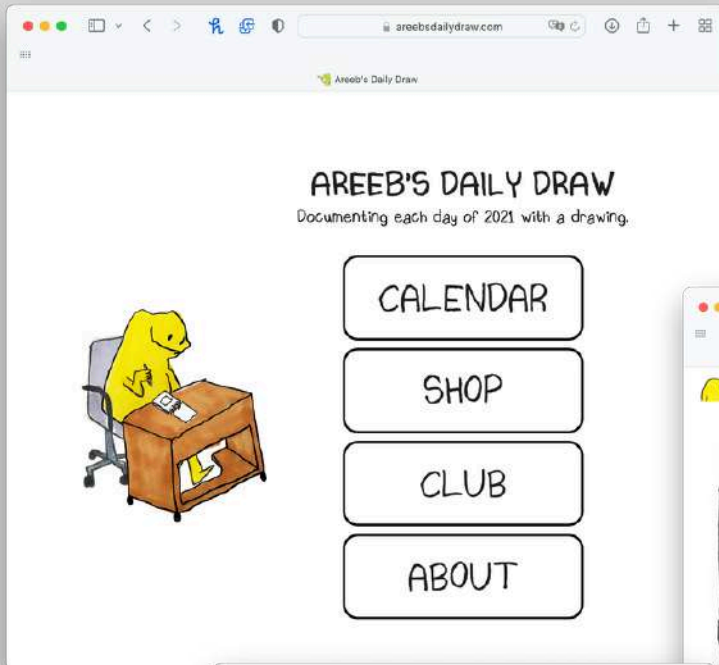 areebsdailydraw.com
Areeb's Daily Draw
AREEB'S DAILY DRAW
Documenting each day of 2021 with a drawing.
CALENDAR
SHOP
CLUB
ABOUT